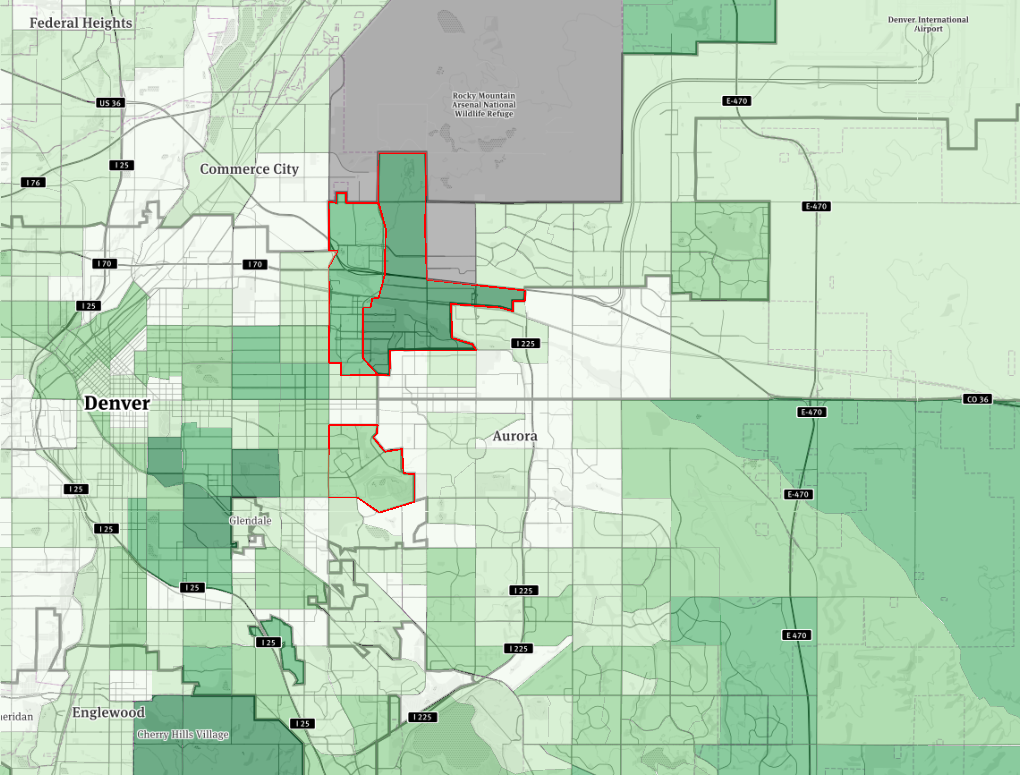 Federal Heights
Denver International
Airport
US 36
Rocky Mountain
Arsenal National
Wildlife Refuge
E-470
I 25
Commerce City
I 76
E-470
I 70
I 70
I 25
I 225
Denver
CO 36
E-470
Aurora
I 25
E-470
Glendale
I 25
I 25
I 225
E 470
I 25
I 225
Englewood
eridan
I 225
I 25
Cherry Hills Village